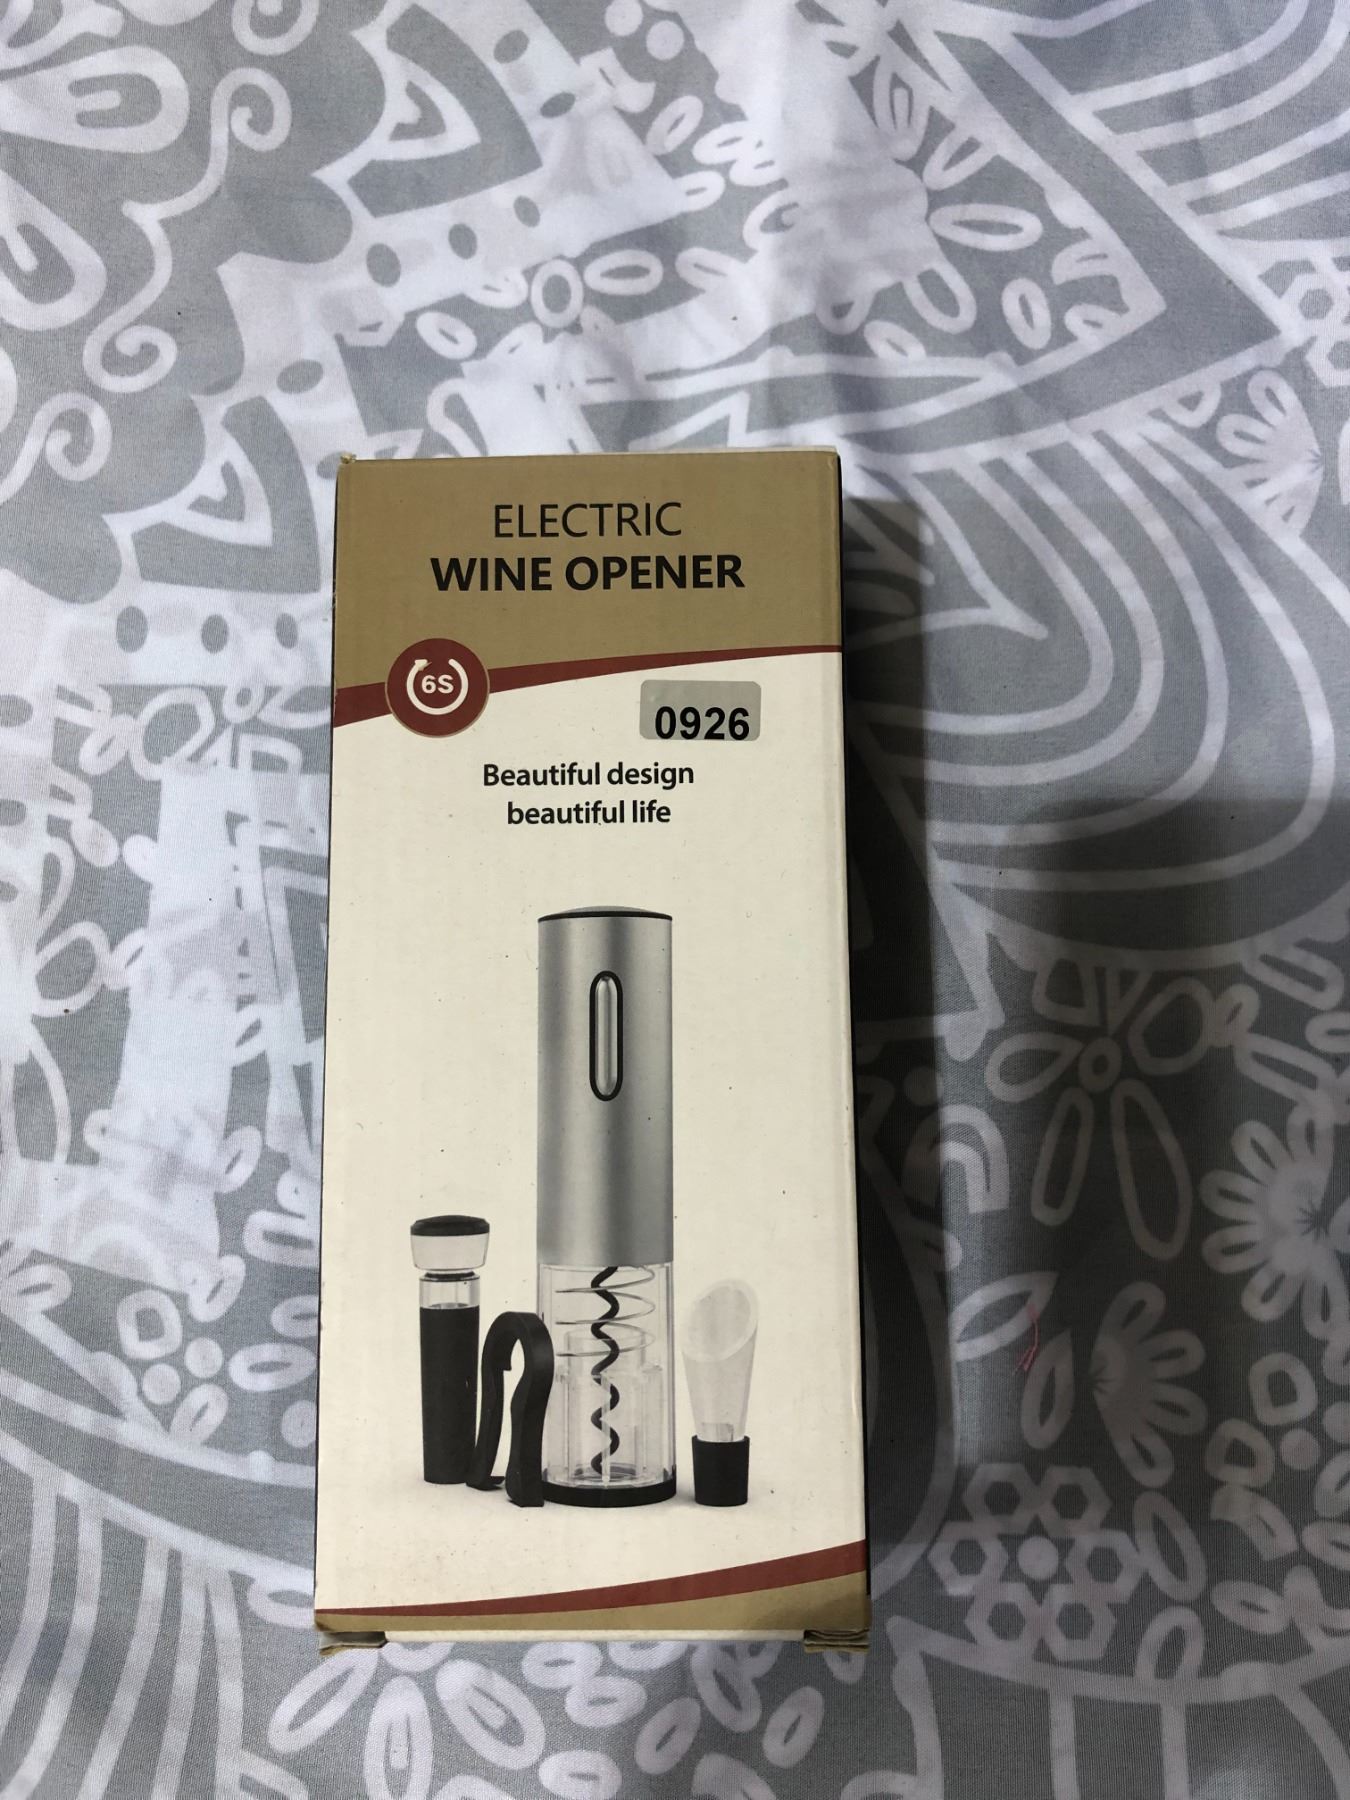 ELECTRIC
WINE OPENER
6S
0926
Beautiful design
beautiful life